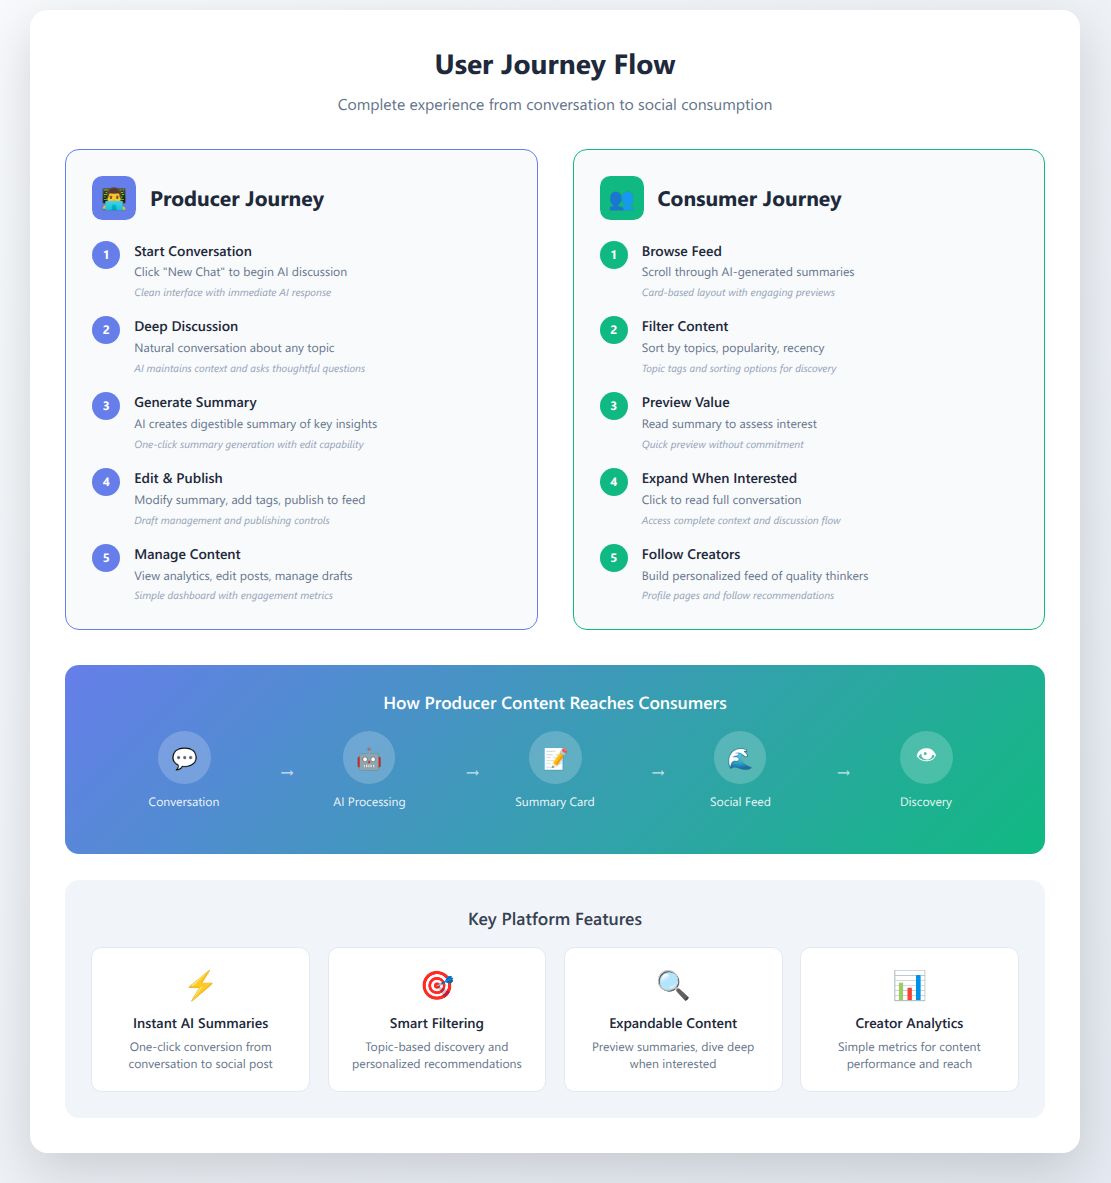 User Journey Flow
Complete experience from conversation to social consumption
Producer Journey
1
Start Conversation
Click "New Chat" to begin AI discussion
Clean interface with immediate AI response
2
Deep Discussion
Natural conversation about any topic
AI maintains context and asks thoughtful questions
3
Generate Summary
AI creates digestible summary of key insights
One-click summary generation with edit capability
4
Edit & Publish
Modify summary, add tags, publish to feed
Draft management and publishing controls
5
Manage Content
View analytics, edit posts, manage drafts
Simple dashboard with engagement metrics
Consumer Journey
1
Browse Feed
Scroll through AI-generated summaries
Card-based layout with engaging previews
2
Filter Content
Sort by topics, popularity, recency
Topic tags and sorting options for discovery
3
Preview Value
Read summary to assess interest
Quick preview without commitment
4
Expand When Interested
Click to read full conversation
Access complete context and discussion flow
5
Follow Creators
Build personalized feed of quality thinkers
Profile pages and follow recommendations
How Producer Content Reaches Consumers
Conversation
→
AI Processing
→
Summary Card
→
Social Feed
→
Discovery
Key Platform Features
Instant AI Summaries
One-click conversion from
conversation to social post
Smart Filtering
Topic-based discovery and
personalized recommendations
Expandable Content
Preview summaries, dive deep
when interested
Creator Analytics
Simple metrics for content
performance and reach